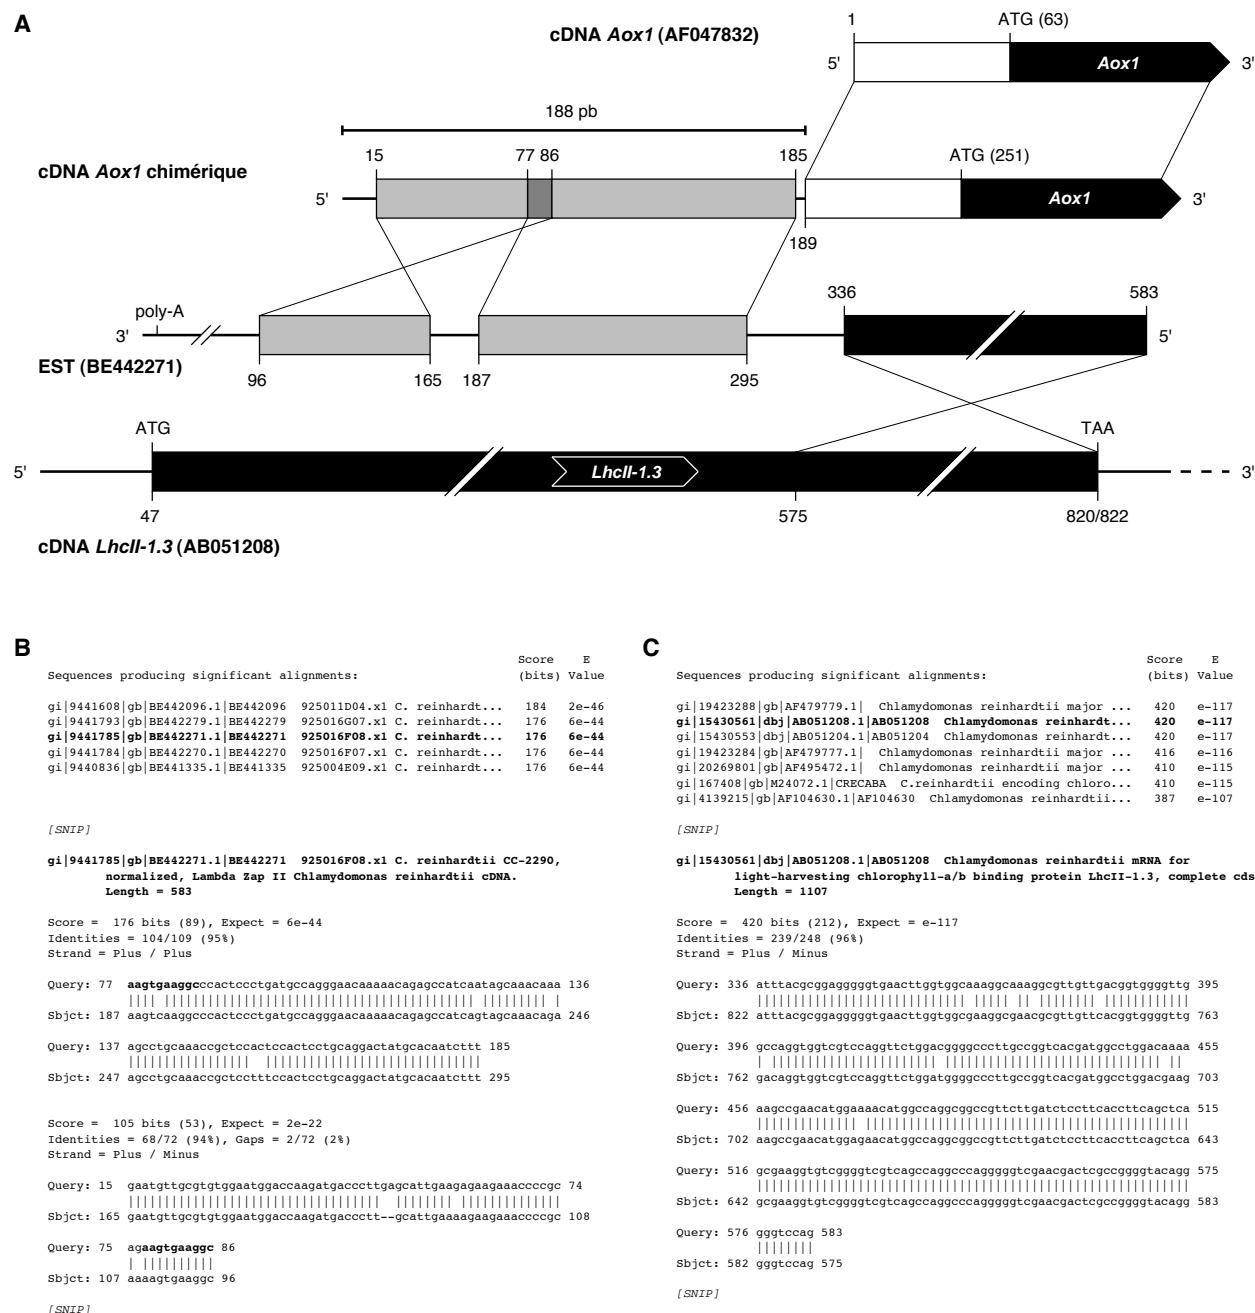 A
cDNA Aox1 (AF047832)
1
ATG (63)
5'
Aox1
3'
188 pb
cDNA Aox1 chimérique
15
77 86
185
ATG (251)
5'
Aox1
3'
189
336
583
poly-A
3'
5'
EST (BE442271)
96
165
187
295
ATG
TAA
5'
LhcII-1.3
3'
47
575
820/822
cDNA LhcII-1.3 (AB051208)
B
Score E
Sequences producing significant alignments: (bits) Value
gi|9441608|gb|BE442096.1|BE442096 925011D04.x1 C. reinhardt... 184 2e-46
gi|9441793|gb|BE442279.1|BE442279 925016G07.x1 C. reinhardt... 176 6e-44
gi|9441785|gb|BE442271.1|BE442271 925016F08.x1 C. reinhardt... 176 6e-44
gi|9441784|gb|BE442270.1|BE442270 925016F07.x1 C. reinhardt... 176 6e-44
gi|9440836|gb|BE441335.1|BE441335 925004E09.x1 C. reinhardt... 176 6e-44
[SNIP]
gi|9441785|gb|BE442271.1|BE442271 925016F08.x1 C. reinhardtii CC-2290,
normalized, Lambda Zap II Chlamydomonas reinhardtii cDNA.
Length = 583
Score = 176 bits (89), Expect = 6e-44
Identities = 104/109 (95%)
Strand = Plus / Plus
Query: 77 aagtgaaggcccactccctgatgccagggaacaaaaacagagccatcaatagcaaacaaa 136
|||| ||||||||||||||||||||||||||||||||||||||||||| ||||||||| |
Sbjct: 187 aagtcaaggcccactccctgatgccagggaacaaaaacagagccatcagtagcaaacaga 246
Query: 137 agcctgcaaaccgctccactccactcctgcaggactatgcacaatcttt 185
||||||||||||||||| ||||||||||||||||||||||||||||||
Sbjct: 247 agcctgcaaaccgctcctttccactcctgcaggactatgcacaatcttt 295
Score = 105 bits (53), Expect = 2e-22
Identities = 68/72 (94%), Gaps = 2/72 (2%)
Strand = Plus / Minus
Query: 15 gaatgttgcgtgtggaatggaccaagatgacccttgagcattgaagagaagaaaccccgc 74
|||||||||||||||||||||||||||||||||| |||||||| ||||||||||||||
Sbjct: 165 gaatgttgcgtgtggaatggaccaagatgaccctt--gcattgaaaagaagaaaccccgc 108
Query: 75 agaagtgaaggc 86
| ||||||||||
Sbjct: 107 aaaagtgaaggc 96
[SNIP]
C
Score E
Sequences producing significant alignments: (bits) Value
gi|19423288|gb|AF479779.1| Chlamydomonas reinhardtii major ... 420 e-117
gi|15430561|dbj|AB051208.1|AB051208 Chlamydomonas reinhardt... 420 e-117
gi|15430553|dbj|AB051204.1|AB051204 Chlamydomonas reinhardt... 420 e-117
gi|19423284|gb|AF479777.1| Chlamydomonas reinhardtii major ... 416 e-116
gi|20269801|gb|AF495472.1| Chlamydomonas reinhardtii major ... 410 e-115
gi|167408|gb|M24072.1|CRECABA C.reinhardtii encoding chloro... 410 e-115
gi|4139215|gb|AF104630.1|AF104630 Chlamydomonas reinhardtii... 387 e-107
[SNIP]
gi|15430561|dbj|AB051208.1|AB051208 Chlamydomonas reinhardtii mRNA for
light-harvesting chlorophyll-a/b binding protein LhcII-1.3, complete cds
Length = 1107
Score = 420 bits (212), Expect = e-117
Identities = 239/248 (96%)
Strand = Plus / Minus
Query: 336 atttacgcggagggggtgaacttggtggcaaaggcaaaggcgttgttgacggtggggttg 395
||||||||||||||||||||||||||||| ||||| || |||||||| |||||||||||||
Sbjct: 822 atttacgcggagggggtgaacttggtggcgaaggcgaacgcgttgttcacggtggggttg 763
Query: 396 gccaggtggtcgtccaggttctggacggggcccttgccggtcacgatggcctggacaaaa 455
| |||||||||||||||||||||| |||||||||||||||||||||||||||||| ||
Sbjct: 762 gacaggtggtcgtccaggttctggatggggcccttgccggtcacgatggcctggacgaag 703
Query: 456 aagccgaacatggaaaacatggccaggcggccgttcttgatctccttcaccttcagctca 515
|||||||||||||| |||||||||||||||||||||||||||||||||||||||||||||
Sbjct: 702 aagccgaacatggagaacatggccaggcggccgttcttgatctccttcaccttcagctca 643
Query: 516 gcgaaggtgtcggggtcgtcagccaggcccagggggtcgaacgactcgccggggtacagg 575
||||||||||||||||||||||||||||||||||||||||||||||||||||||||||||
Sbjct: 642 gcgaaggtgtcggggtcgtcagccaggcccagggggtcgaacgactcgccggggtacagg 583
Query: 576 gggtccag 583
||||||||
Sbjct: 582 gggtccag 575
[SNIP]